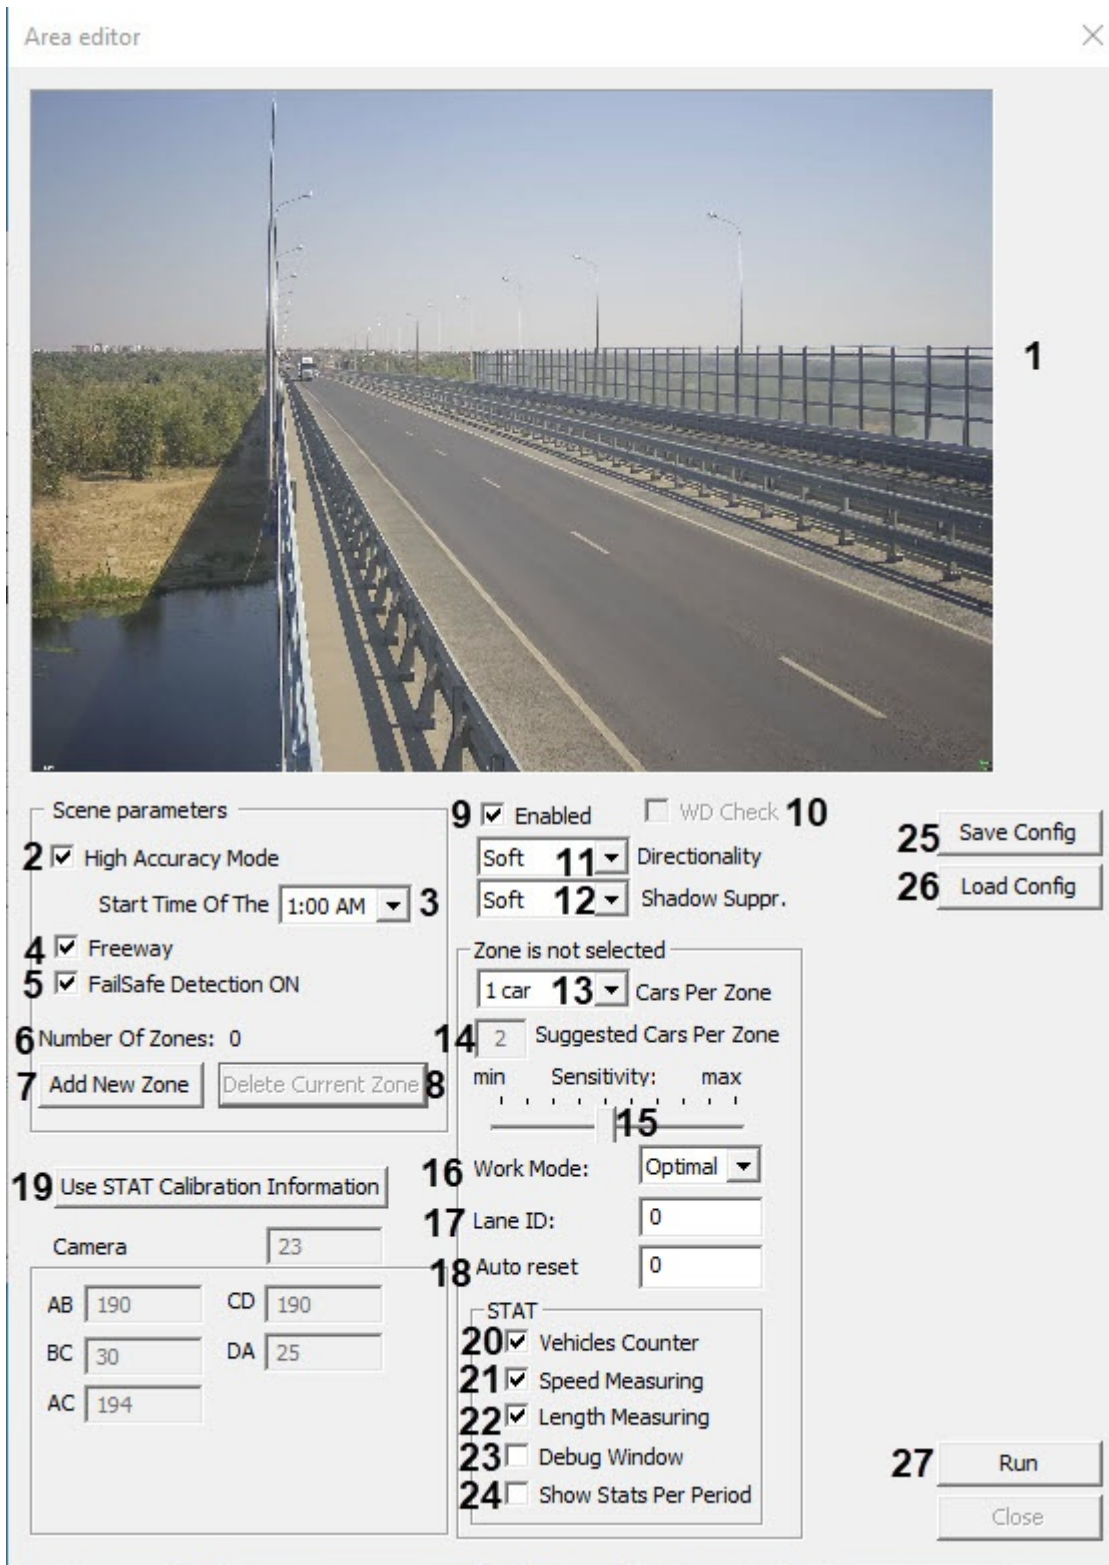 Area editor
1
Scene parameters
2 High Accuracy Mode
Start Time Of The 1:00 AM 3
4 Freeway
5 FailSafe Detection ON
6 Number Of Zones: 0
7 Add New Zone Delete Current Zone 8
9 Enabled WD Check 10
Soft 11 Directionality
Soft 12 Shadow Suppr.
25 Save Config
26 Load Config
Zone is not selected
1 car 13 Cars Per Zone
14 2 Suggested Cars Per Zone
min Sensitivity: max
15
16 Work Mode: Optimal
17 Lane ID: 0
18 Auto reset 0
19 Use STAT Calibration Information
Camera 23
AB 190 CD 190
BC 30 DA 25
AC 194
STAT
20 Vehicles Counter
21 Speed Measuring
22 Length Measuring
23 Debug Window
24 Show Stats Per Period
27 Run
Close